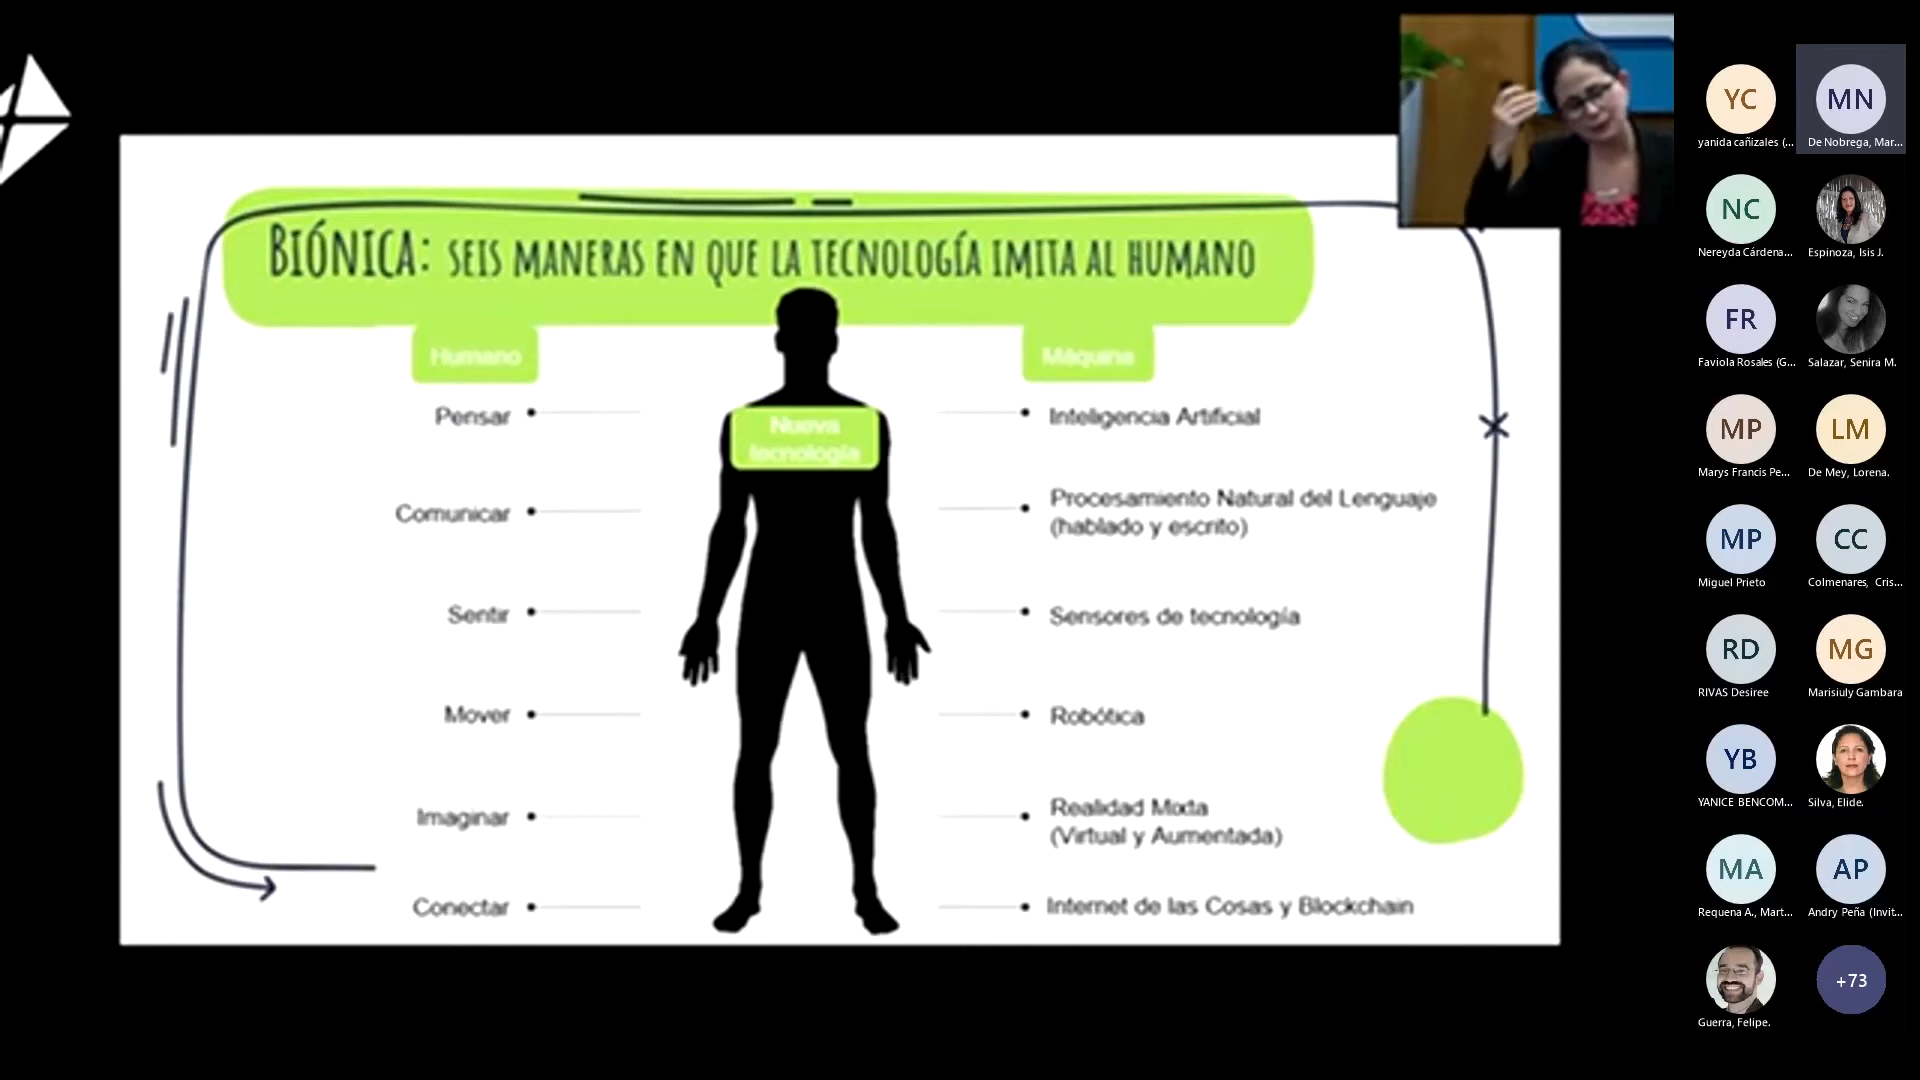 BIÓNICA: SEIS MANERAS EN QUE LA TECNOLOGÍA IMITA AL HUMANO
Humano
Máquina
Nueva
tecnología
Pensar
Inteligencia Artificial
Comunicar
Procesamiento Natural del Lenguaje
(hablado y escrito)
Sentir
Sensores de tecnología
Mover
Robótica
Imaginar
Realidad Mixta
(Virtual y Aumentada)
Conectar
Internet de las Cosas y Blockchain
YC
yanida cañizales (...
MN
De Nobrega, Mar...
NC
Nereyda Cárdena...
Espinoza, Isis J.
FR
Faviola Rosales (G...
Salazar, Senira M.
MP
Marys Francis Pe...
LM
De Mey, Lorena.
MP
Miguel Prieto
CC
Colmenares, Cris...
RD
RIVAS Desiree
MG
Marisiuly Gambara
YB
YANICE BENCOM...
Silva, Elide.
MA
Requena A., Mart...
AP
Andry Peña (Invit...
Guerra, Felipe.
+73